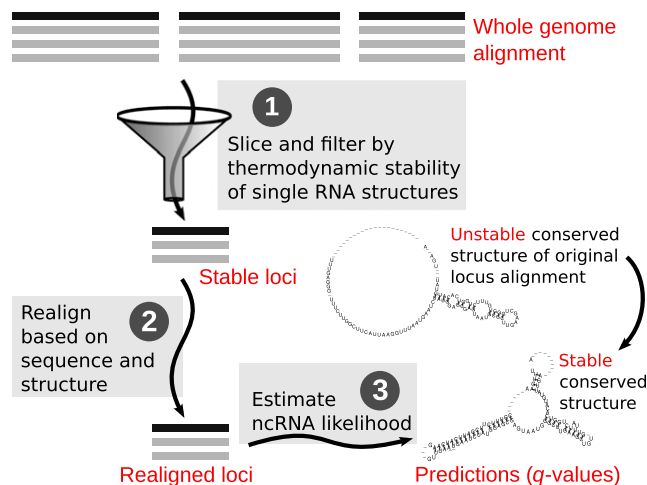 Whole genome
alignment
1
Slice and filter by
thermodynamic stability
of single RNA structures
Stable loci
Unstable conserved
structure of original
locus alignment
Realign
based on
sequence and
structure
2
Stable
conserved
structure
3
Estimate
ncRNA likelihood
Realigned loci
Predictions (q-values)